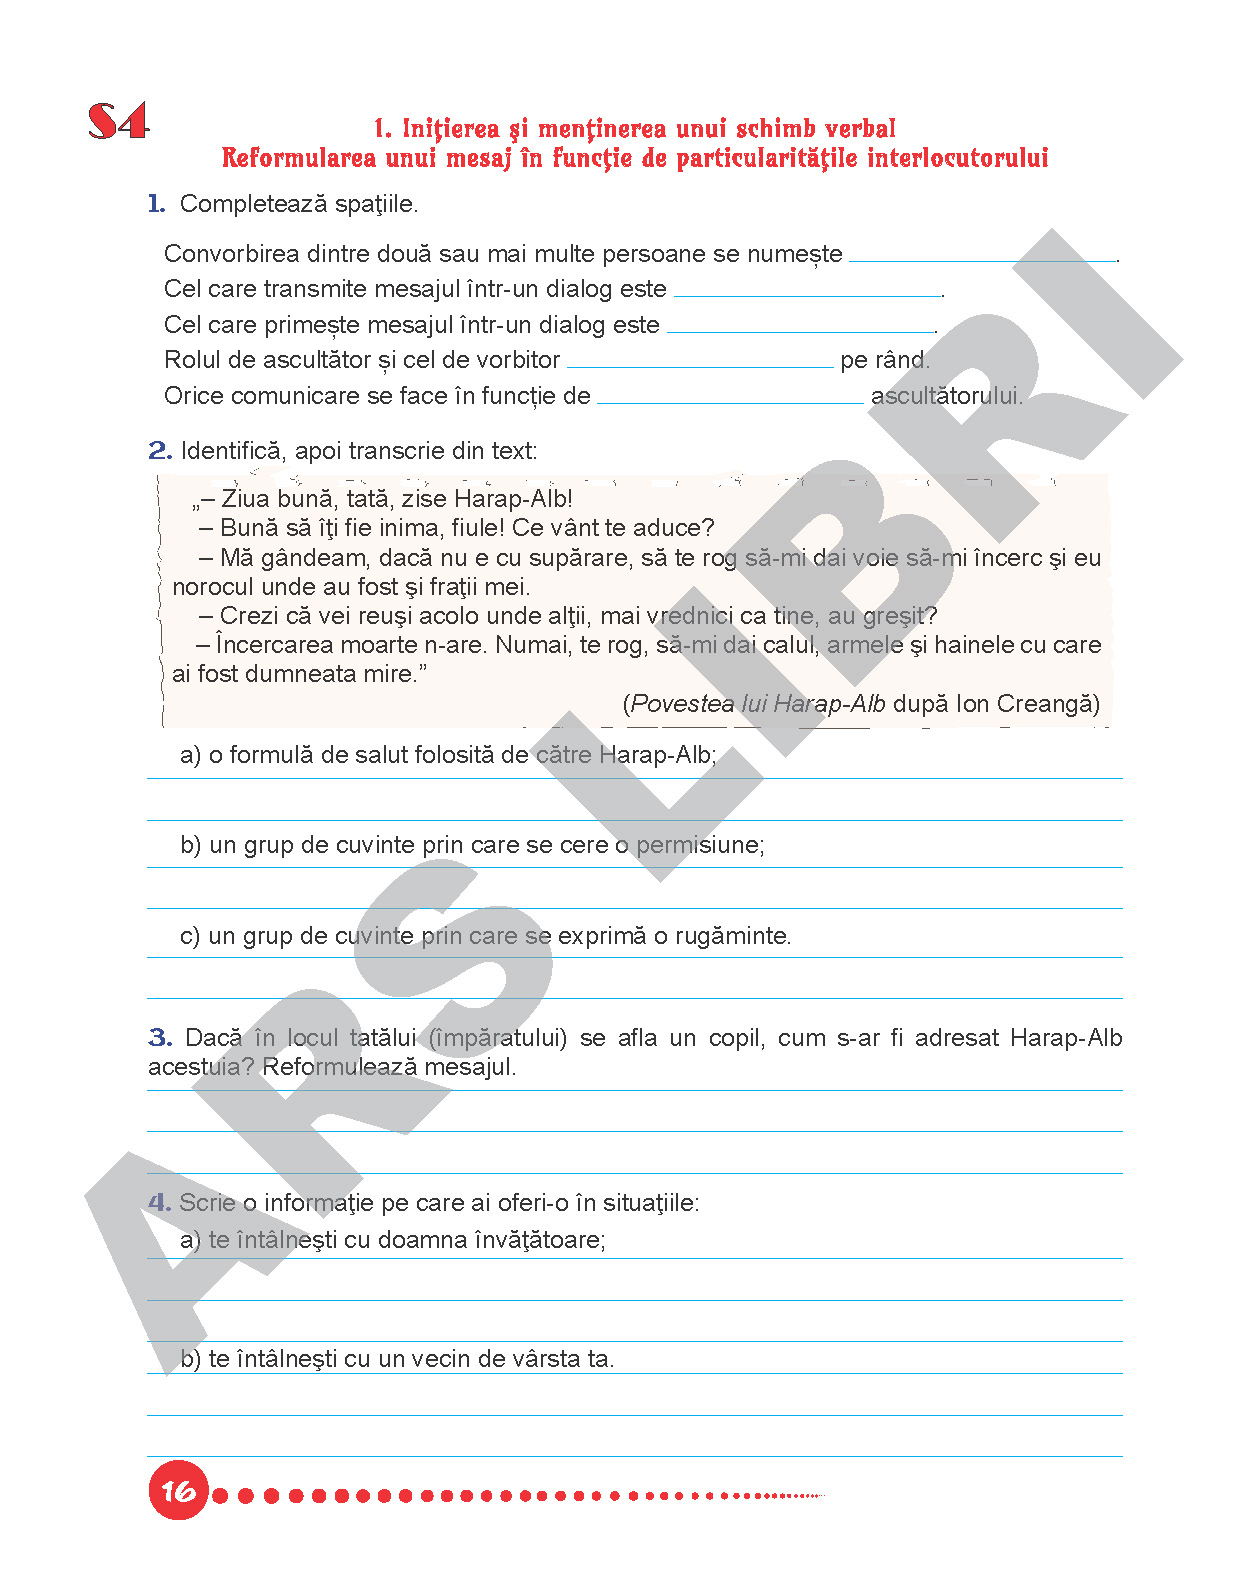 S4
1. Iniţierea şi menţinerea unui schimb verbal
Reformularea unui mesaj în funcţie de particularităţile interlocutorului
1. Completează spaţiile.
Convorbirea dintre două sau mai multe persoane se numește .
Cel care transmite mesajul într-un dialog este .
Cel care primește mesajul într-un dialog este .
Rolul de ascultător și cel de vorbitor pe rând.
Orice comunicare se face în funcție de ascultătorului.
2. Identifică, apoi transcrie din text:
„– Ziua bună, tată, zise Harap-Alb!
– Bună să îţi fie inima, fiule! Ce vânt te aduce?
– Mă gândeam, dacă nu e cu supărare, să te rog să-mi dai voie să-mi încerc şi eu
norocul unde au fost şi fraţii mei.
– Crezi că vei reuşi acolo unde alţii, mai vrednici ca tine, au greşit?
– Încercarea moarte n-are. Numai, te rog, să-mi dai calul, armele şi hainele cu care
ai fost dumneata mire.”
(Povestea lui Harap-Alb după Ion Creangă)
a) o formulă de salut folosită de către Harap-Alb;
b) un grup de cuvinte prin care se cere o permisiune;
c) un grup de cuvinte prin care se exprimă o rugăminte.
3. Dacă în locul tatălui (împăratului) se afla un copil, cum s-ar fi adresat Harap-Alb
acestuia? Reformulează mesajul.
4. Scrie o informaţie pe care ai oferi-o în situaţiile:
a) te întâlneşti cu doamna învăţătoare;
b) te întâlneşti cu un vecin de vârsta ta.
16
ARS LIBRI